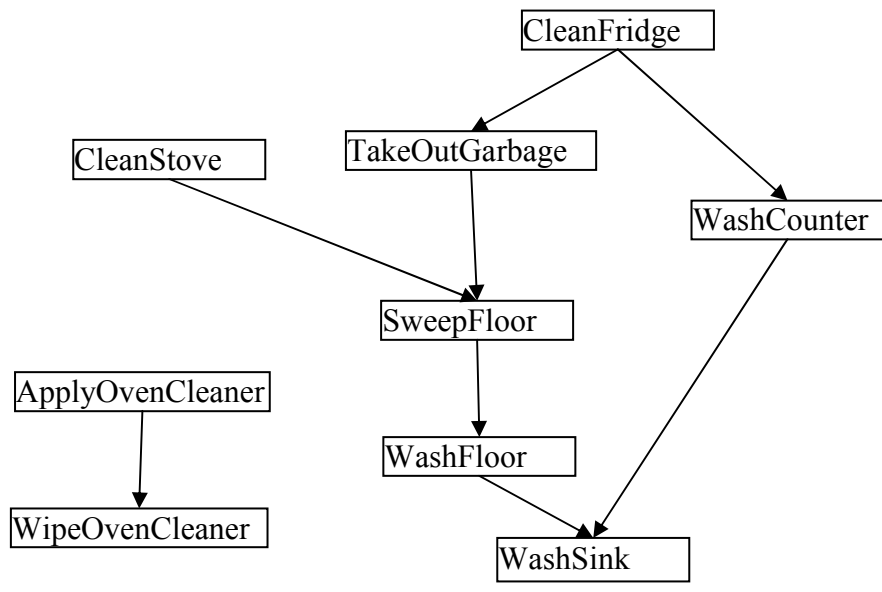 CleanFridge
TakeOutGarbage
CleanStove
WashCounter
SweepFloor
ApplyOvenCleaner
WashFloor
WipeOvenCleaner
WashSink